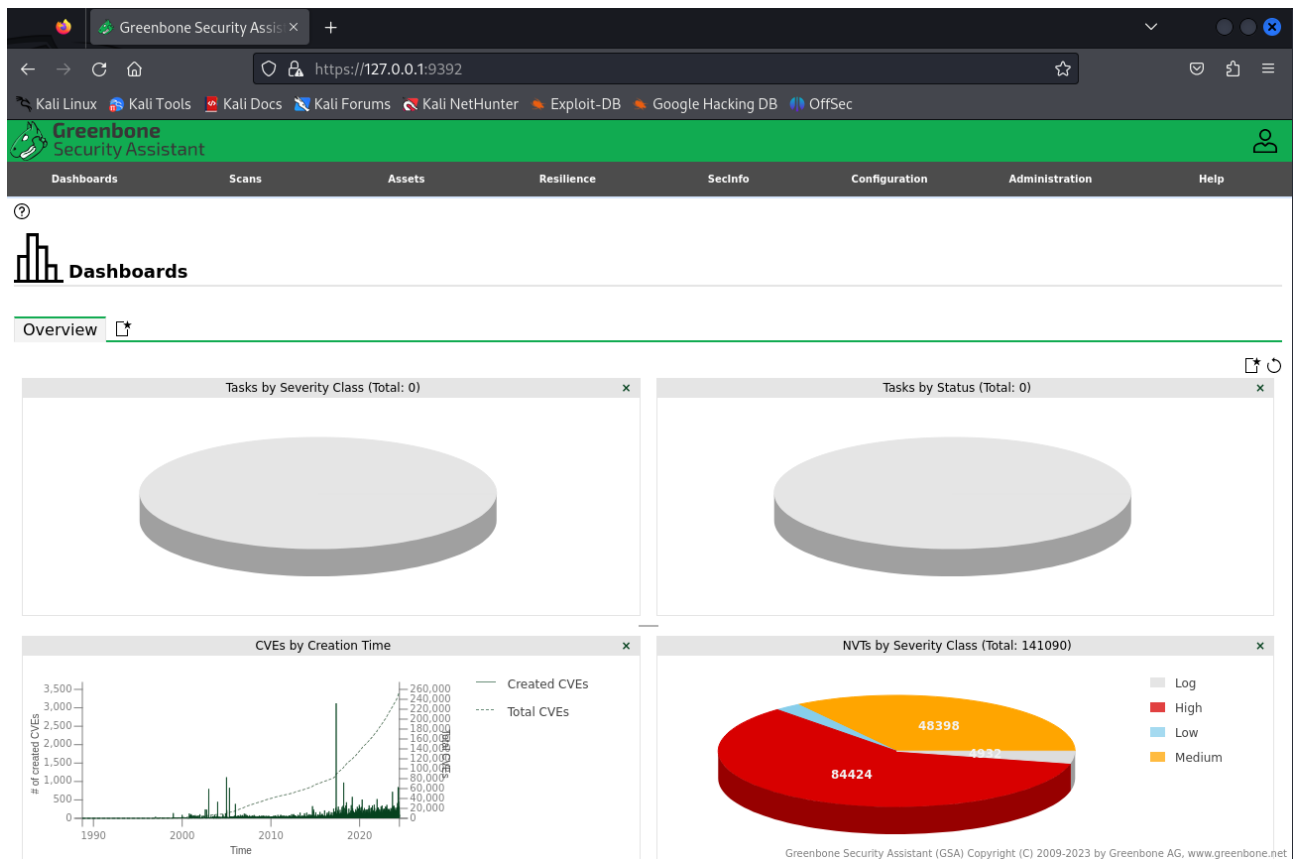 Greenbone Security Assis
https://127.0.0.1:9392
Kali Linux Kali Tools Kali Docs Kali Forums Kali NetHunter Exploit-DB Google Hacking DB OffSec
Greenbone
Security Assistant
Dashboards Scans Assets Resilience SecInfo Configuration Administration Help
Dashboards
Overview
Tasks by Severity Class (Total: 0)
Tasks by Status (Total: 0)
CVEs by Creation Time
3,500
3,000
2,500
2,000
1,500
1,000
500
0
# of created CVEs
1990 2000 2010 2020
Time
260,000
240,000
220,000
200,000
180,000
160,000
140,000
120,000
100,000
80,000
60,000
40,000
20,000
0
Total CVEs
Created CVEs
Total CVEs
NVTs by Severity Class (Total: 141090)
48398
4932
84424
Log
High
Low
Medium
Greenbone Security Assistant (GSA) Copyright (C) 2009-2023 by Greenbone AG, www.greenbone.net